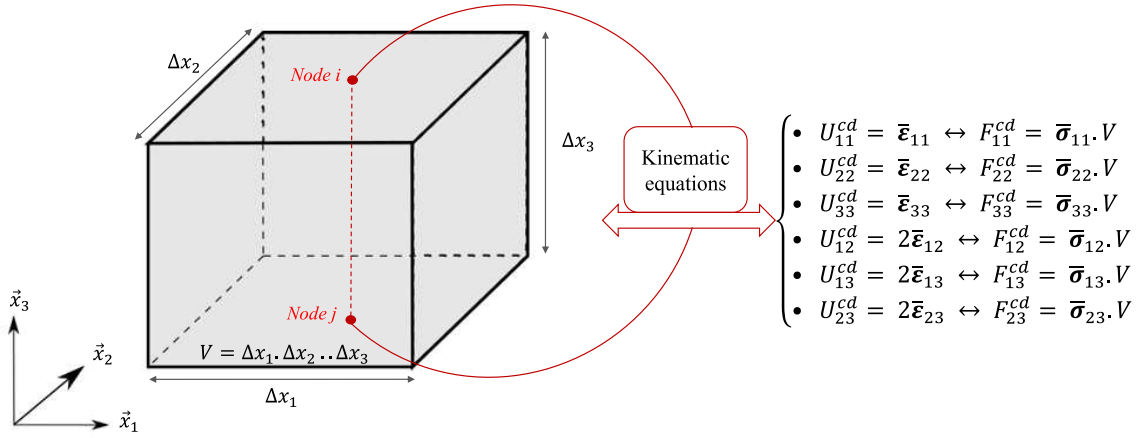 Δx₂
Node i
Δx₃
Node j
V = Δx₁.Δx₂..Δx₃
Δx₁
x⃗₃
x⃗₂
x⃗₁
Kinematic
equations
• U₁₁ᶜᵈ = ε̅₁₁ ↔ F₁₁ᶜᵈ = σ̅₁₁.V
• U₂₂ᶜᵈ = ε̅₂₂ ↔ F₂₂ᶜᵈ = σ̅₂₂.V
• U₃₃ᶜᵈ = ε̅₃₃ ↔ F₃₃ᶜᵈ = σ̅₃₃.V
• U₁₂ᶜᵈ = 2ε̅₁₂ ↔ F₁₂ᶜᵈ = σ̅₁₂.V
• U₁₃ᶜᵈ = 2ε̅₁₃ ↔ F₁₃ᶜᵈ = σ̅₁₃.V
• U₂₃ᶜᵈ = 2ε̅₂₃ ↔ F₂₃ᶜᵈ = σ̅₂₃.V